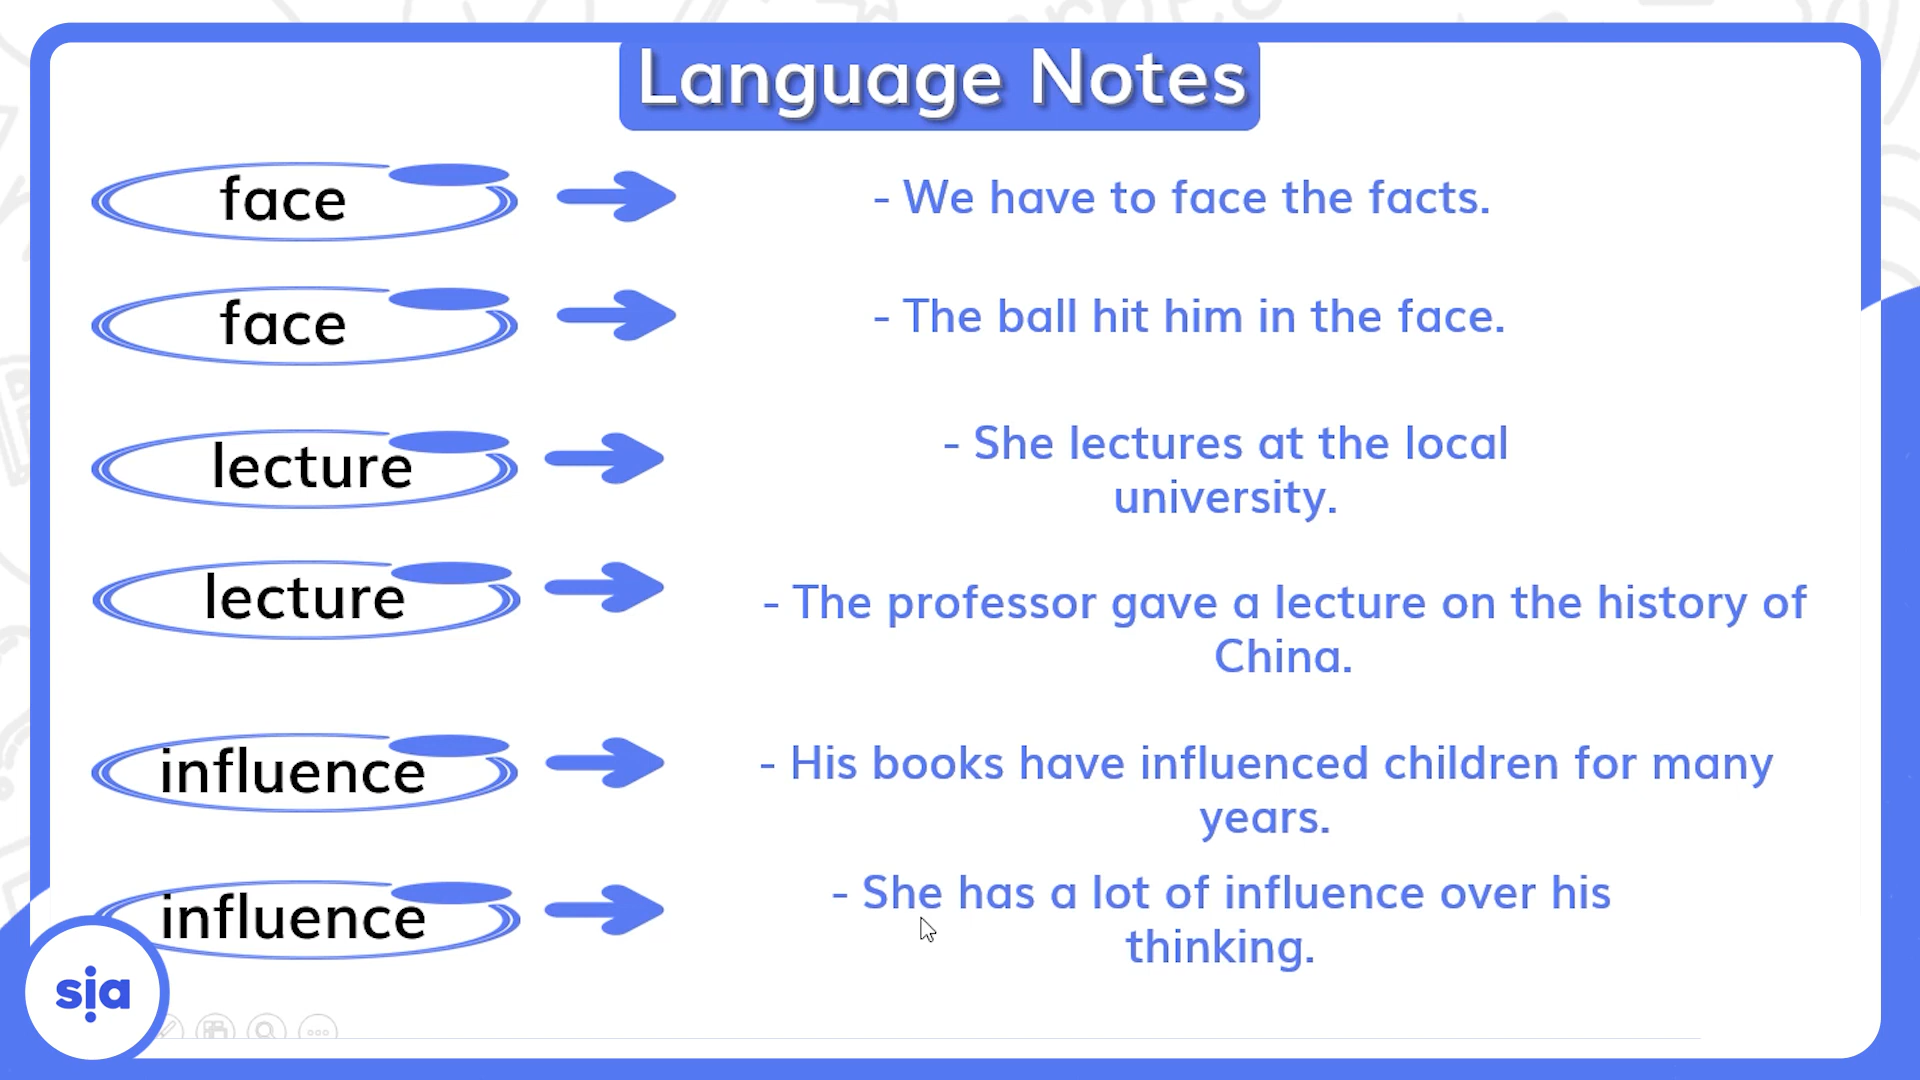 Language Notes
face
- We have to face the facts.
face
- The ball hit him in the face.
lecture
- She lectures at the local
university.
lecture
- The professor gave a lecture on the history of
China.
influence
- His books have influenced children for many
years.
influence
- She has a lot of influence over his
thinking.
sia